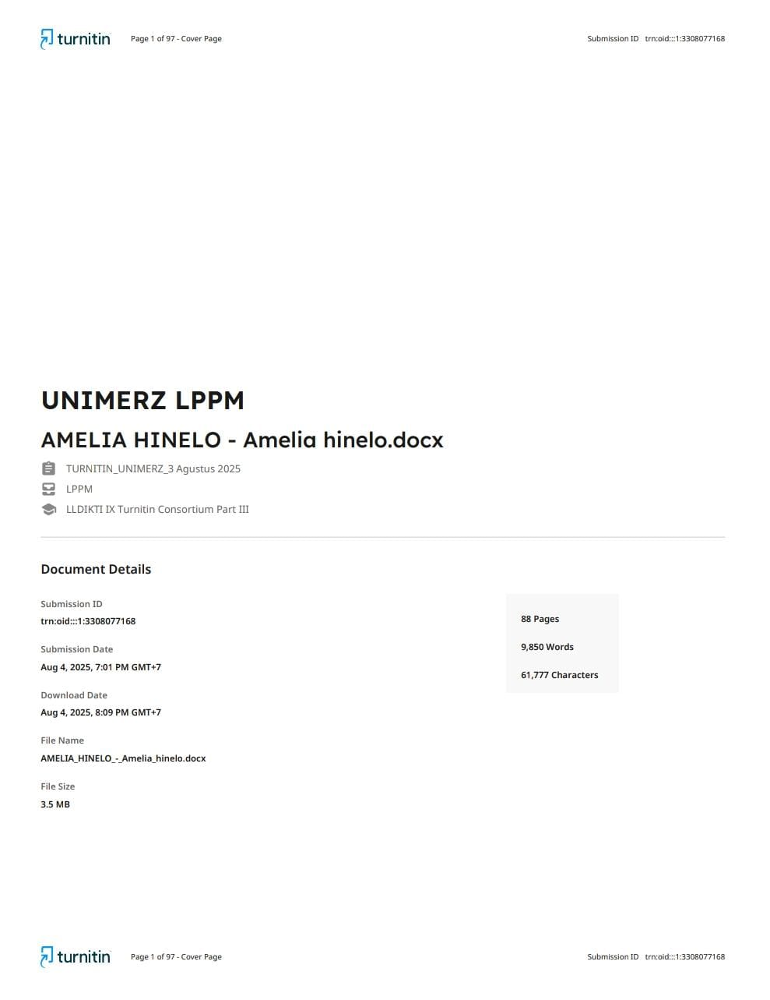 turnitin Page 1 of 97 - Cover Page Submission ID trn:oid:::1:3308077168
UNIMERZ LPPM
AMELIA HINELO - Amelia hinelo.docx
TURNITIN_UNIMERZ_3 Agustus 2025
LPPM
LLDIKTI IX Turnitin Consortium Part III
Document Details
Submission ID
trn:oid:::1:3308077168
Submission Date
Aug 4, 2025, 7:01 PM GMT+7
Download Date
Aug 4, 2025, 8:09 PM GMT+7
File Name
AMELIA_HINELO_-_Amelia_hinelo.docx
File Size
3.5 MB
88 Pages
9,850 Words
61,777 Characters
turnitin Page 1 of 97 - Cover Page Submission ID trn:oid:::1:3308077168